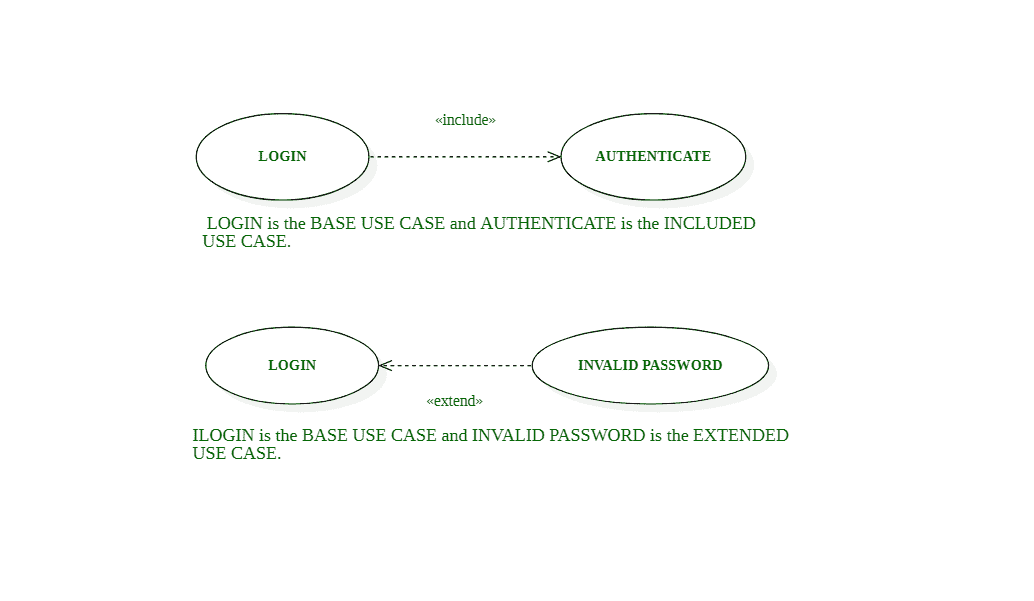 «include»
LOGIN
AUTHENTICATE
LOGIN is the BASE USE CASE and AUTHENTICATE is the INCLUDED
USE CASE.
LOGIN
INVALID PASSWORD
«extend»
ILOGIN is the BASE USE CASE and INVALID PASSWORD is the EXTENDED
USE CASE.